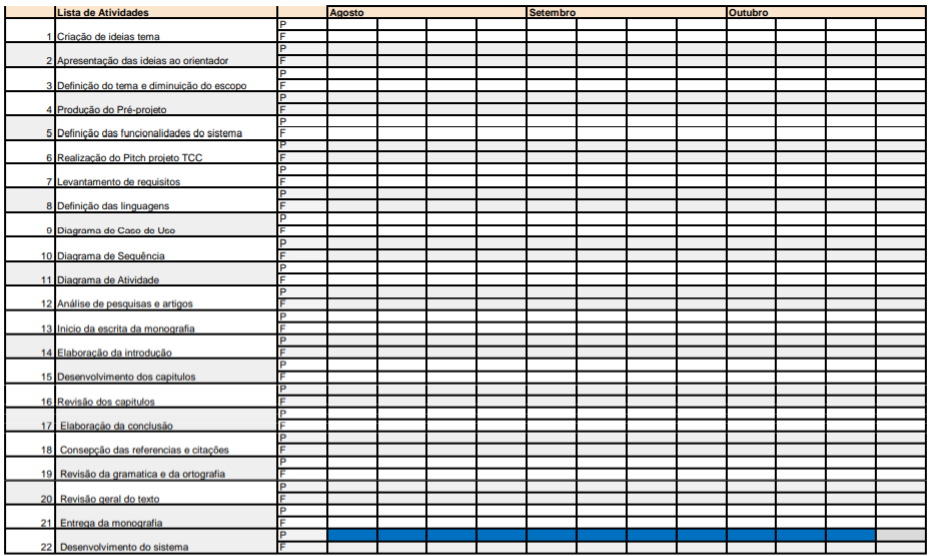 Lista de Atividades Agosto Setembro Outubro
P
1 Criação de ideias tema F
P
2 Apresentação das ideias ao orientador F
P
3 Definição do tema e diminuição do escopo F
P
4 Produção do Pré-projeto F
P
5 Definição das funcionalidades do sistema F
P
6 Realização do Pitch projeto TCC F
P
7 Levantamento de requisitos F
P
8 Definição das linguagens F
P
9 Diagrama de Caso de Uso F
P
10 Diagrama de Sequência F
P
11 Diagrama de Atividade F
P
12 Análise de pesquisas e artigos F
P
13 Inicio da escrita da monografia F
P
14 Elaboração da introdução F
P
15 Desenvolvimento dos capitulos F
P
16 Revisão dos capitulos F
P
17 Elaboração da conclusão F
P
18 Consepção das referencias e citações F
P
19 Revisão da gramatica e da ortografia F
P
20 Revisão geral do texto F
P
21 Entrega da monografia F
P
22 Desenvolvimento do sistema F